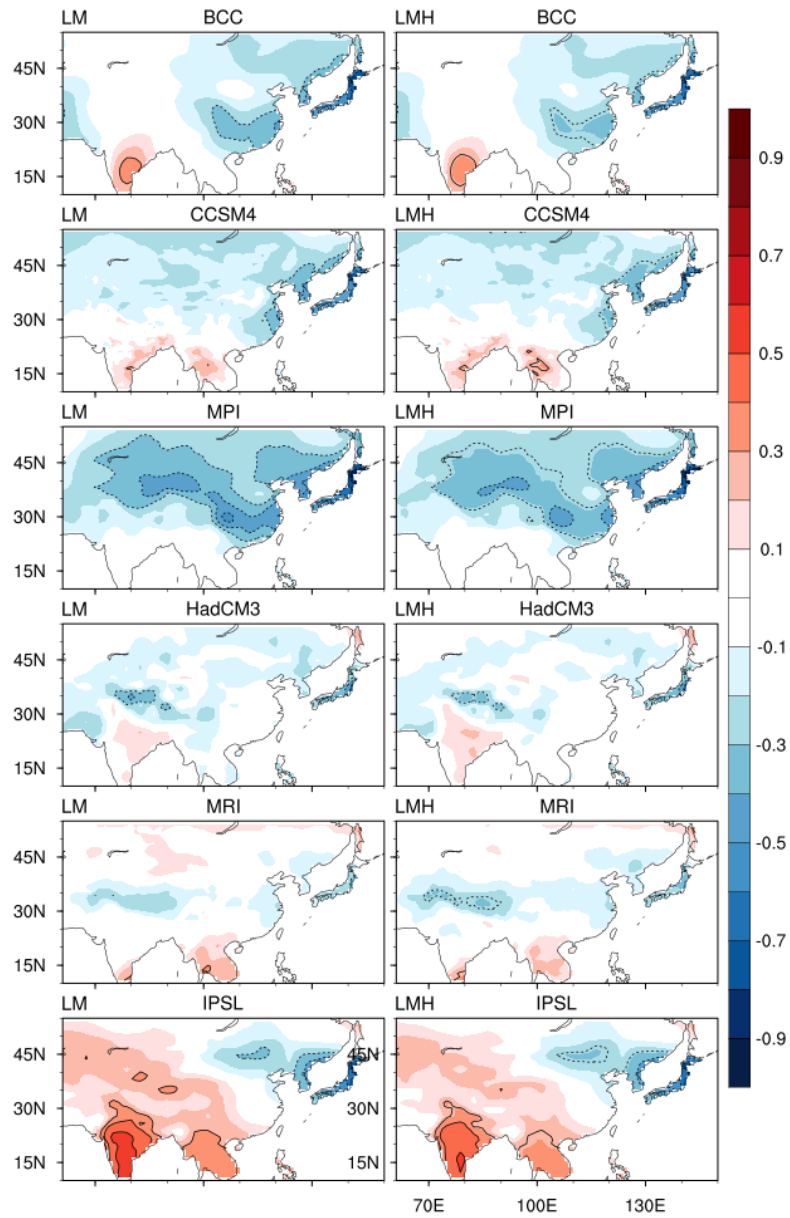 LM BCC LMH BCC
45N
30N
15N
LM CCSM4 LMH CCSM4
45N
30N
15N
LM MPI LMH MPI
45N
30N
15N
LM HadCM3 LMH HadCM3
45N
30N
15N
LM MRI LMH MRI
45N
30N
15N
LM IPSL LMH IPSL
45N 45N
30N 30N
15N 15N
70E 100E 130E
0.9
0.7
0.5
0.3
0.1
-0.1
-0.3
-0.5
-0.7
-0.9